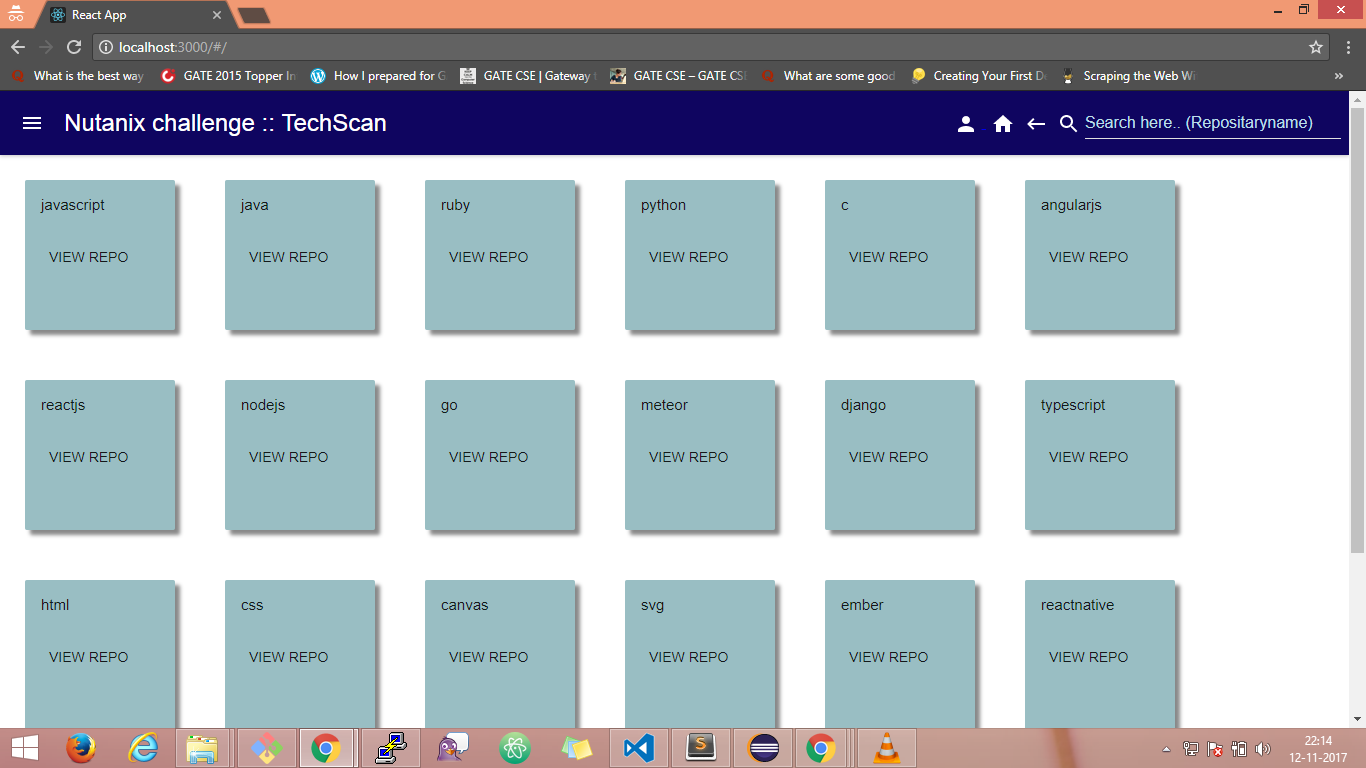 React App
localhost:3000/#/
What is the best way
GATE 2015 Topper In
How I prepared for G
GATE CSE | Gateway t
GATE CSE – GATE CSE
What are some good
Creating Your First D
Scraping the Web Wi
Nutanix challenge :: TechScan
Search here.. (Repositaryname)
javascript
java
ruby
python
c
angularjs
VIEW REPO
VIEW REPO
VIEW REPO
VIEW REPO
VIEW REPO
VIEW REPO
reactjs
nodejs
go
meteor
django
typescript
VIEW REPO
VIEW REPO
VIEW REPO
VIEW REPO
VIEW REPO
VIEW REPO
html
css
canvas
svg
ember
reactnative
VIEW REPO
VIEW REPO
VIEW REPO
VIEW REPO
VIEW REPO
VIEW REPO
22:14
12-11-2017